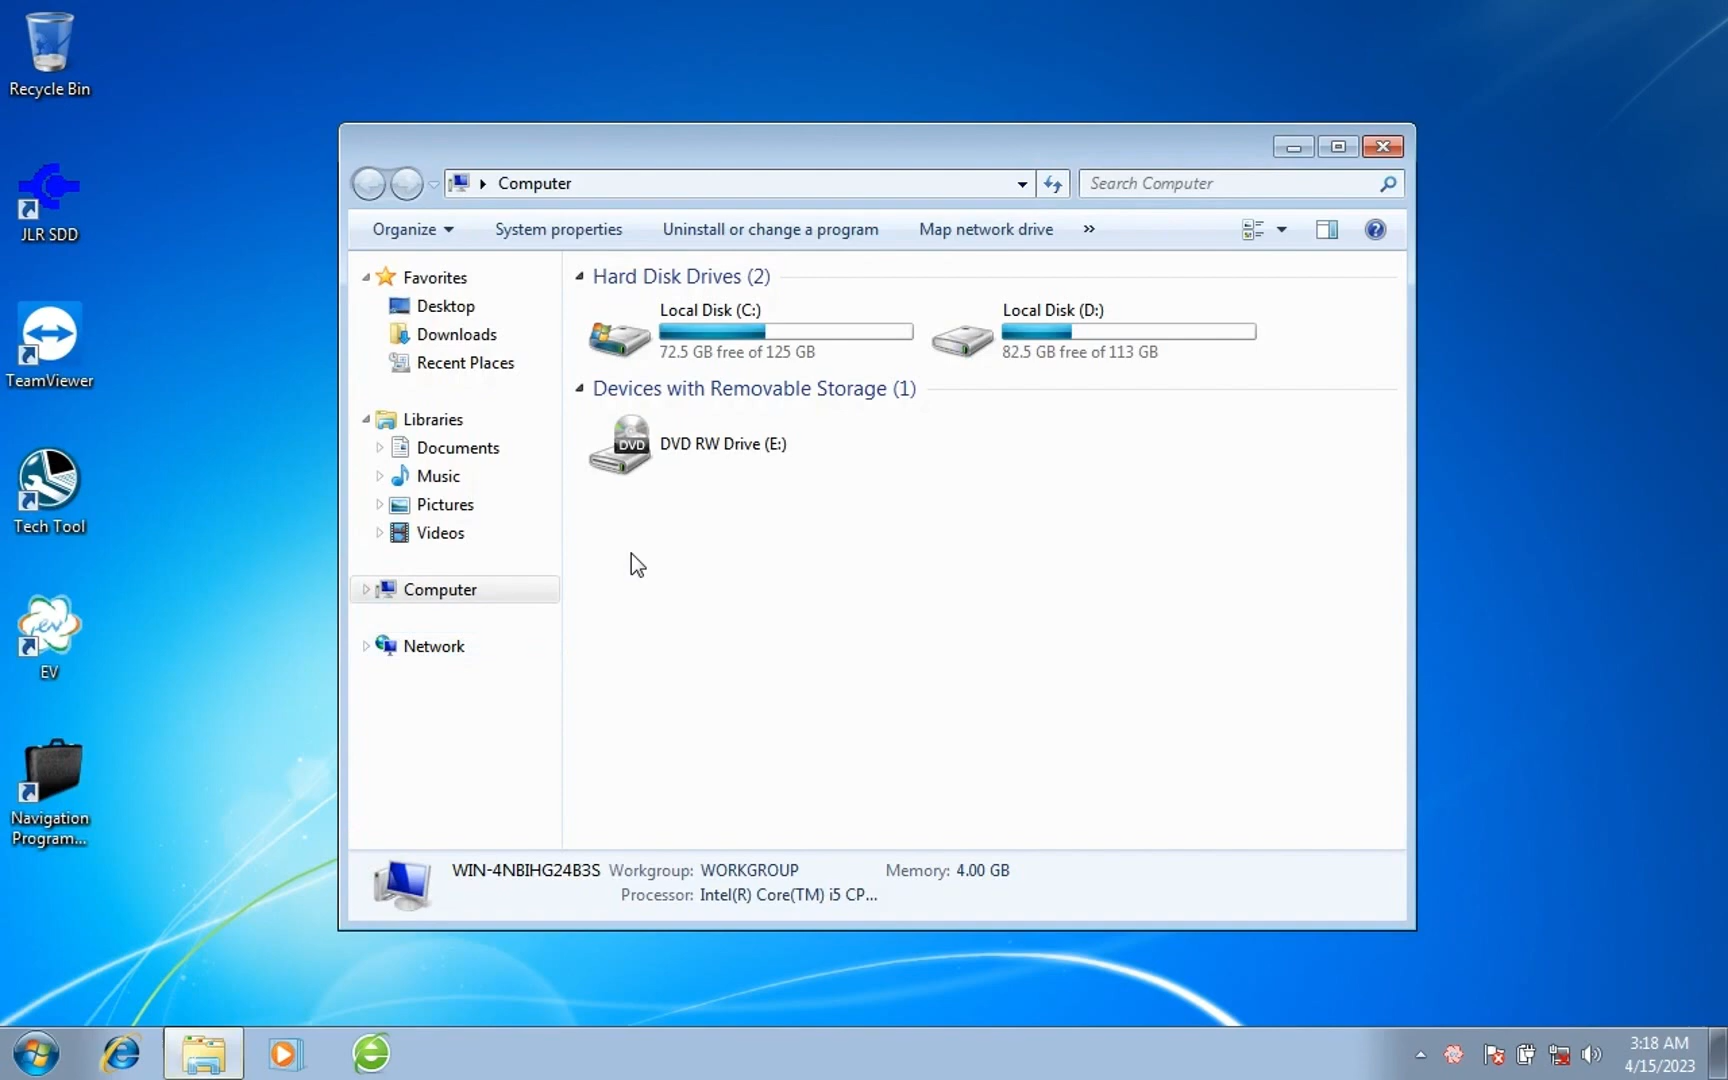 Recycle Bin
JLR SDD
TeamViewer
Tech Tool
EV
Navigation
Program...
Computer
Search Computer
Organize
System properties
Uninstall or change a program
Map network drive
»
Favorites
Desktop
Downloads
Recent Places
Libraries
Documents
Music
Pictures
Videos
Computer
Network
Hard Disk Drives (2)
Local Disk (C:)
72.5 GB free of 125 GB
Local Disk (D:)
82.5 GB free of 113 GB
Devices with Removable Storage (1)
DVD
DVD RW Drive (E:)
WIN-4NBIHG24B3S Workgroup: WORKGROUP Memory: 4.00 GB
Processor: Intel(R) Core(TM) i5 CP...
3:18 AM
4/15/2023